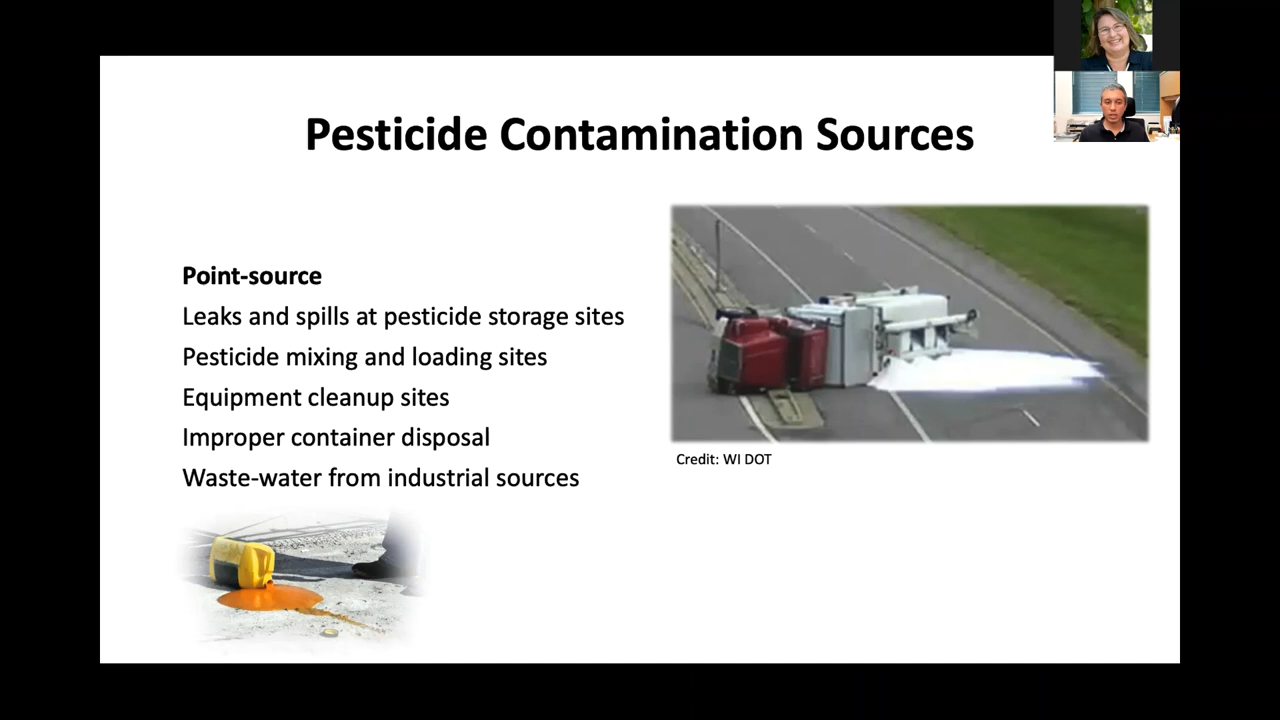 Pesticide Contamination Sources
Point-source
Leaks and spills at pesticide storage sites
Pesticide mixing and loading sites
Equipment cleanup sites
Improper container disposal
Waste-water from industrial sources
Credit: WI DOT